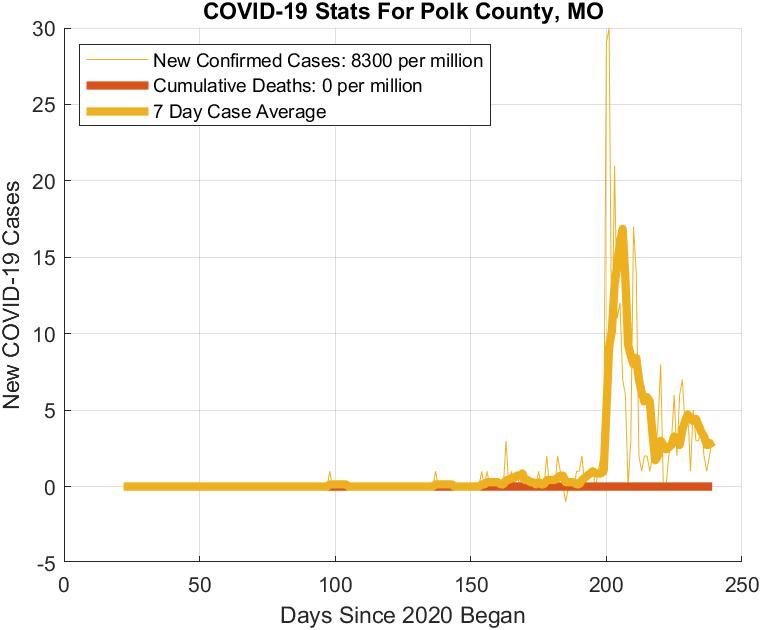 COVID-19 Stats For Polk County, MO
New Confirmed Cases: 8300 per million
Cumulative Deaths: 0 per million
7 Day Case Average
New COVID-19 Cases
30
25
20
15
10
5
0
-5
0 50 100 150 200 250
Days Since 2020 Began